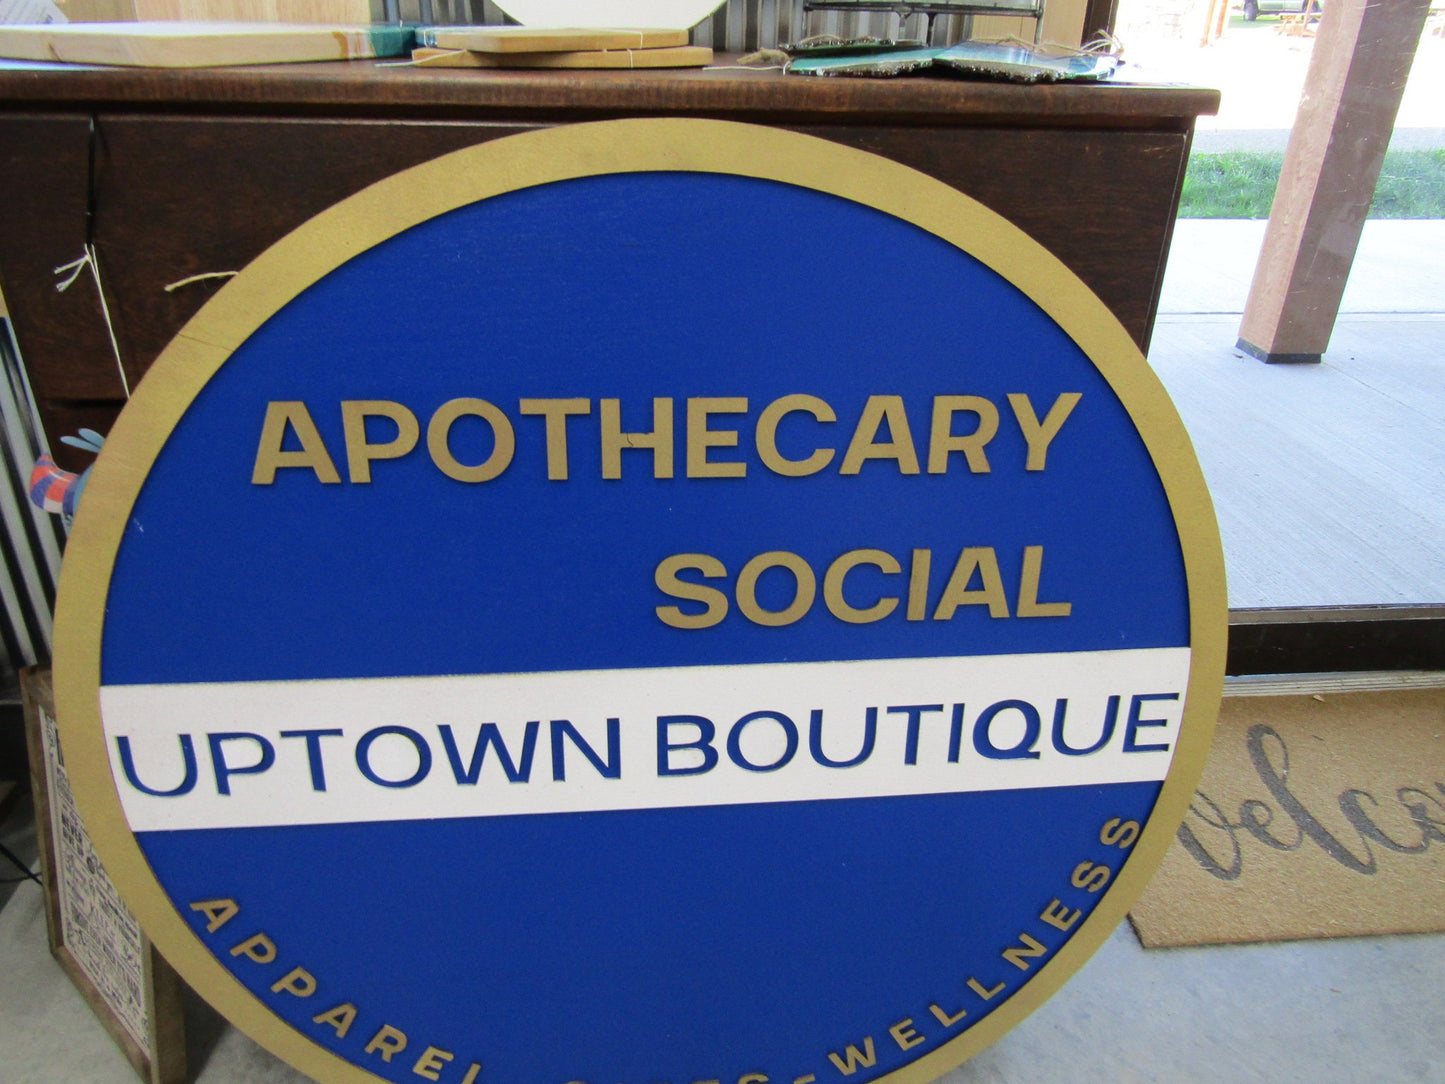 APOTHECARY
SOCIAL
UPTOWN BOUTIQUE
APPAREL
-WELLNESS